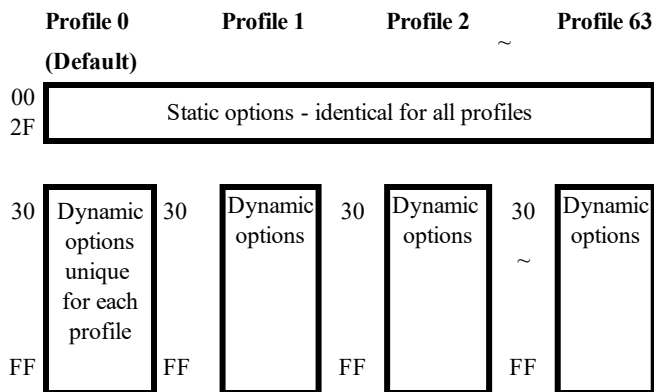 Profile 0 Profile 1 Profile 2 ~ Profile 63
(Default)
00
2F
Static options - identical for all profiles
30 Dynamic 30 Dynamic 30 Dynamic 30 Dynamic
options options options ~ options
unique
for each
profile
FF FF FF FF